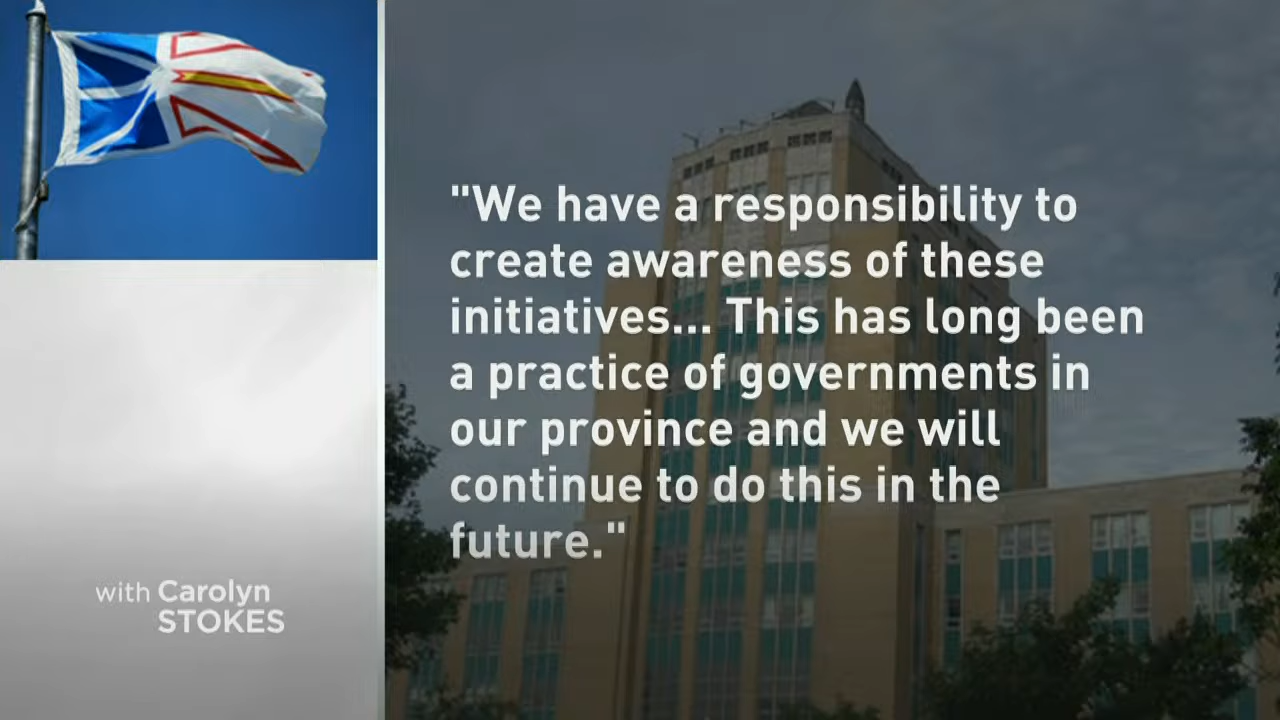 "We have a responsibility to
create awareness of these
initiatives... This has long been
a practice of governments in
our province and we will
continue to do this in the
future."
with Carolyn
STOKES